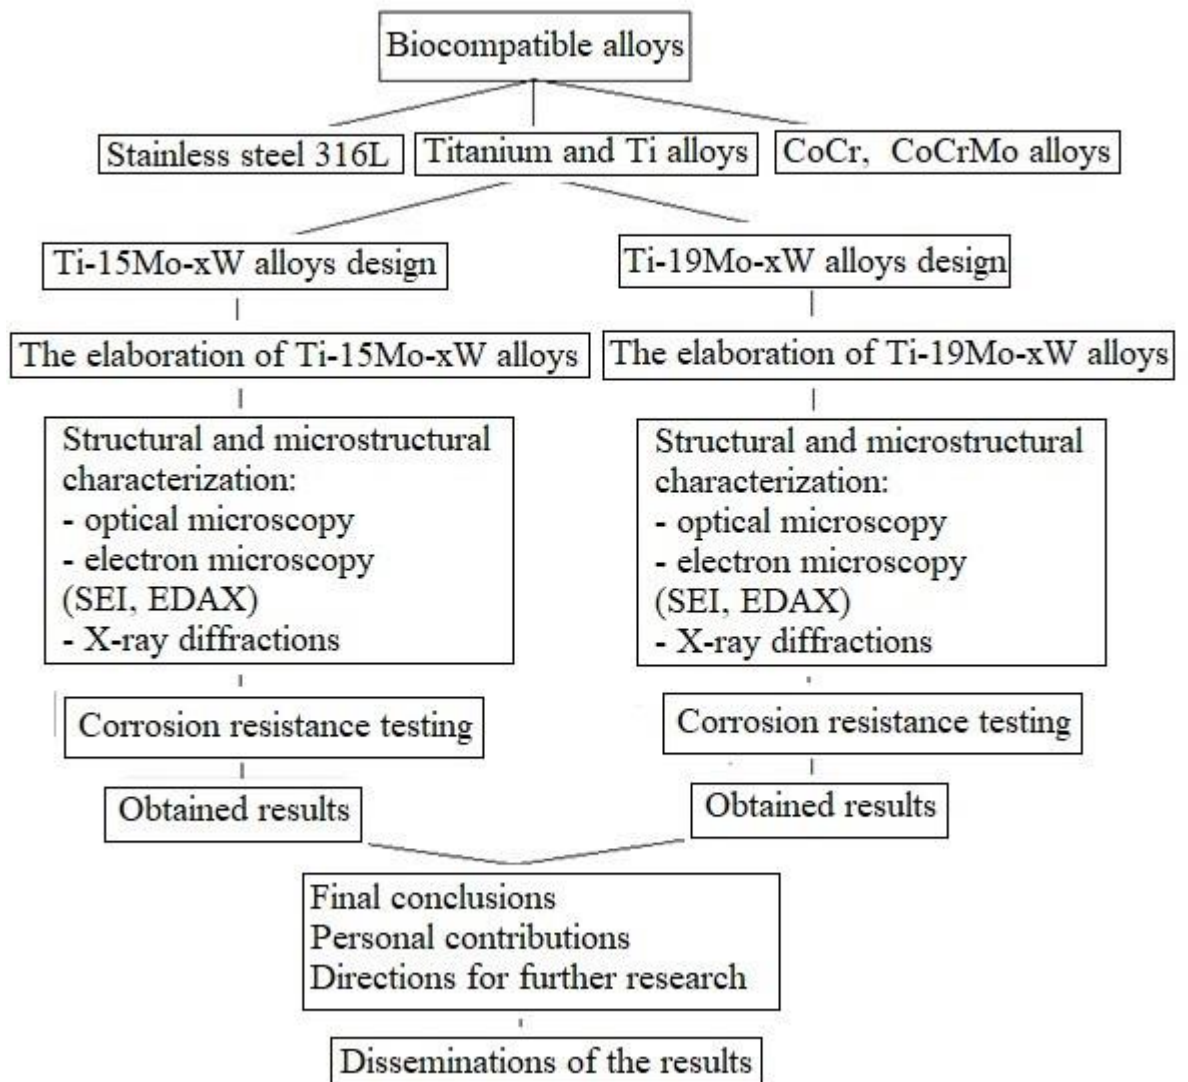 Biocompatible alloys
Stainless steel 316L
Titanium and Ti alloys
CoCr, CoCrMo alloys
Ti-15Mo-xW alloys design
Ti-19Mo-xW alloys design
The elaboration of Ti-15Mo-xW alloys
The elaboration of Ti-19Mo-xW alloys
Structural and microstructural
characterization:
- optical microscopy
- electron microscopy
(SEI, EDAX)
- X-ray diffractions
Structural and microstructural
characterization:
- optical microscopy
- electron microscopy
(SEI, EDAX)
- X-ray diffractions
Corrosion resistance testing
Corrosion resistance testing
Obtained results
Obtained results
Final conclusions
Personal contributions
Directions for further research
Disseminations of the results